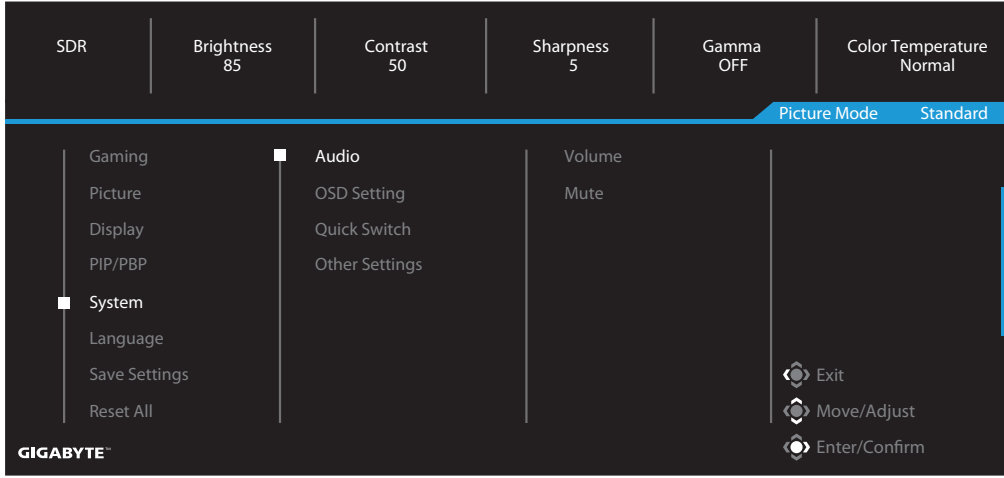 SDR Brightness Contrast Sharpness Gamma Color Temperature
85 50 5 OFF Normal
Picture Mode Standard
Gaming Audio Volume
Picture OSD Setting Mute
Display Quick Switch
PIP/PBP Other Settings
System
Language
Save Settings Exit
Reset All Move/Adjust
GIGABYTE™ Enter/Confirm